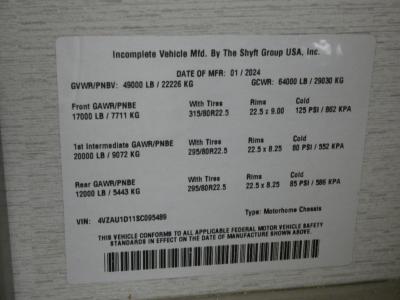 Incomplete Vehicle Mfd. By The Shyft Group USA, Inc.
DATE OF MFR: 01 / 2024
GVWR/PNBV: 49000 LB / 22226 KG GCWR: 64000 LB / 29030 KG
Front GAWR/PNBE With Tires Rims Cold
17000 LB / 7711 KG 315/80R22.5 22.5 x 9.00 125 PSI / 862 KPA
1st Intermediate GAWR/PNBE With Tires Rims Cold
20000 LB / 9072 KG 295/80R22.5 22.5 x 8.25 80 PSI / 552 KPA
Rear GAWR/PNBE With Tires Rims Cold
12000 LB / 5443 KG 295/80R22.5 22.5 x 8.25 85 PSI / 586 KPA
VIN: 4VZAU1D11SC095489 Type: Motorhome Chassis
THIS VEHICLE CONFORMS TO ALL APPLICABLE FEDERAL MOTOR VEHICLE SAFETY
STANDARDS IN EFFECT ON THE DATE OF MANUFACTURE SHOWN ABOVE.